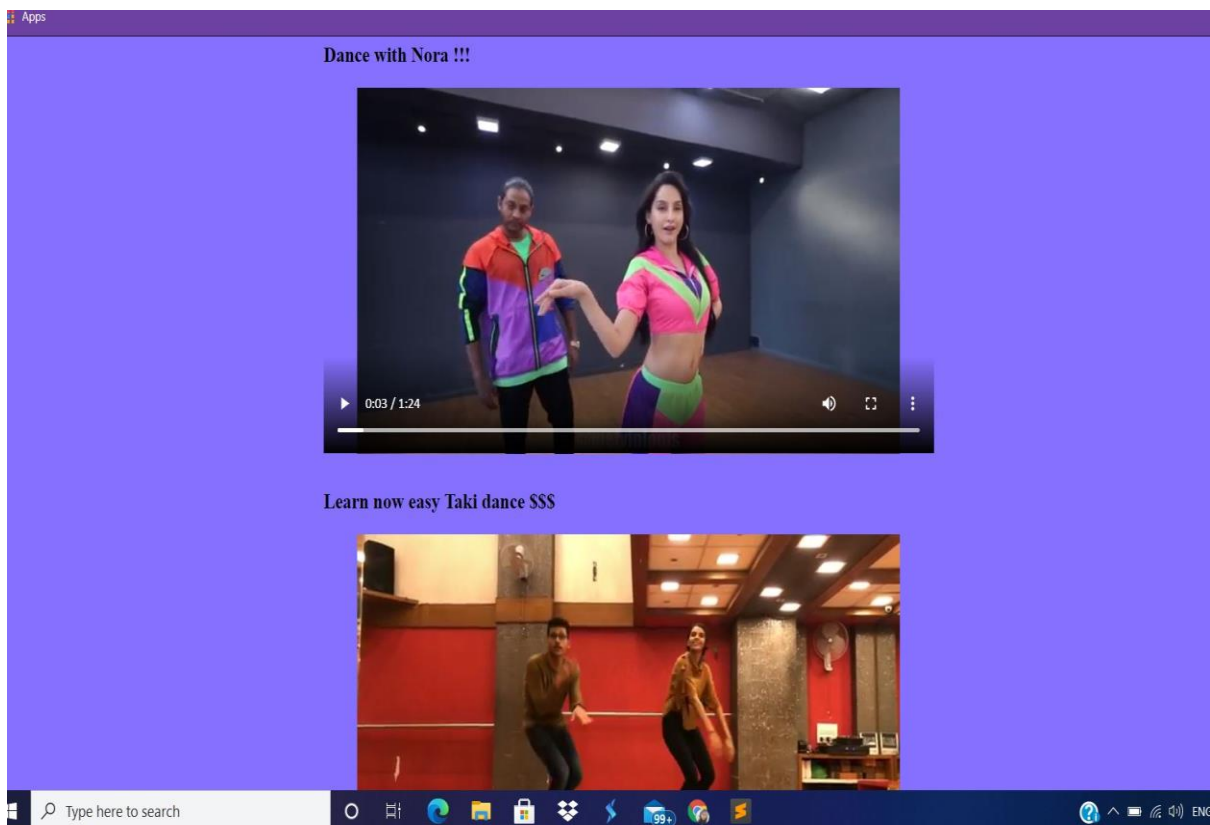 Apps
Dance with Nora !!!
0:03 / 1:24
Learn now easy Taki dance $$$
Type here to search
99+
ENG